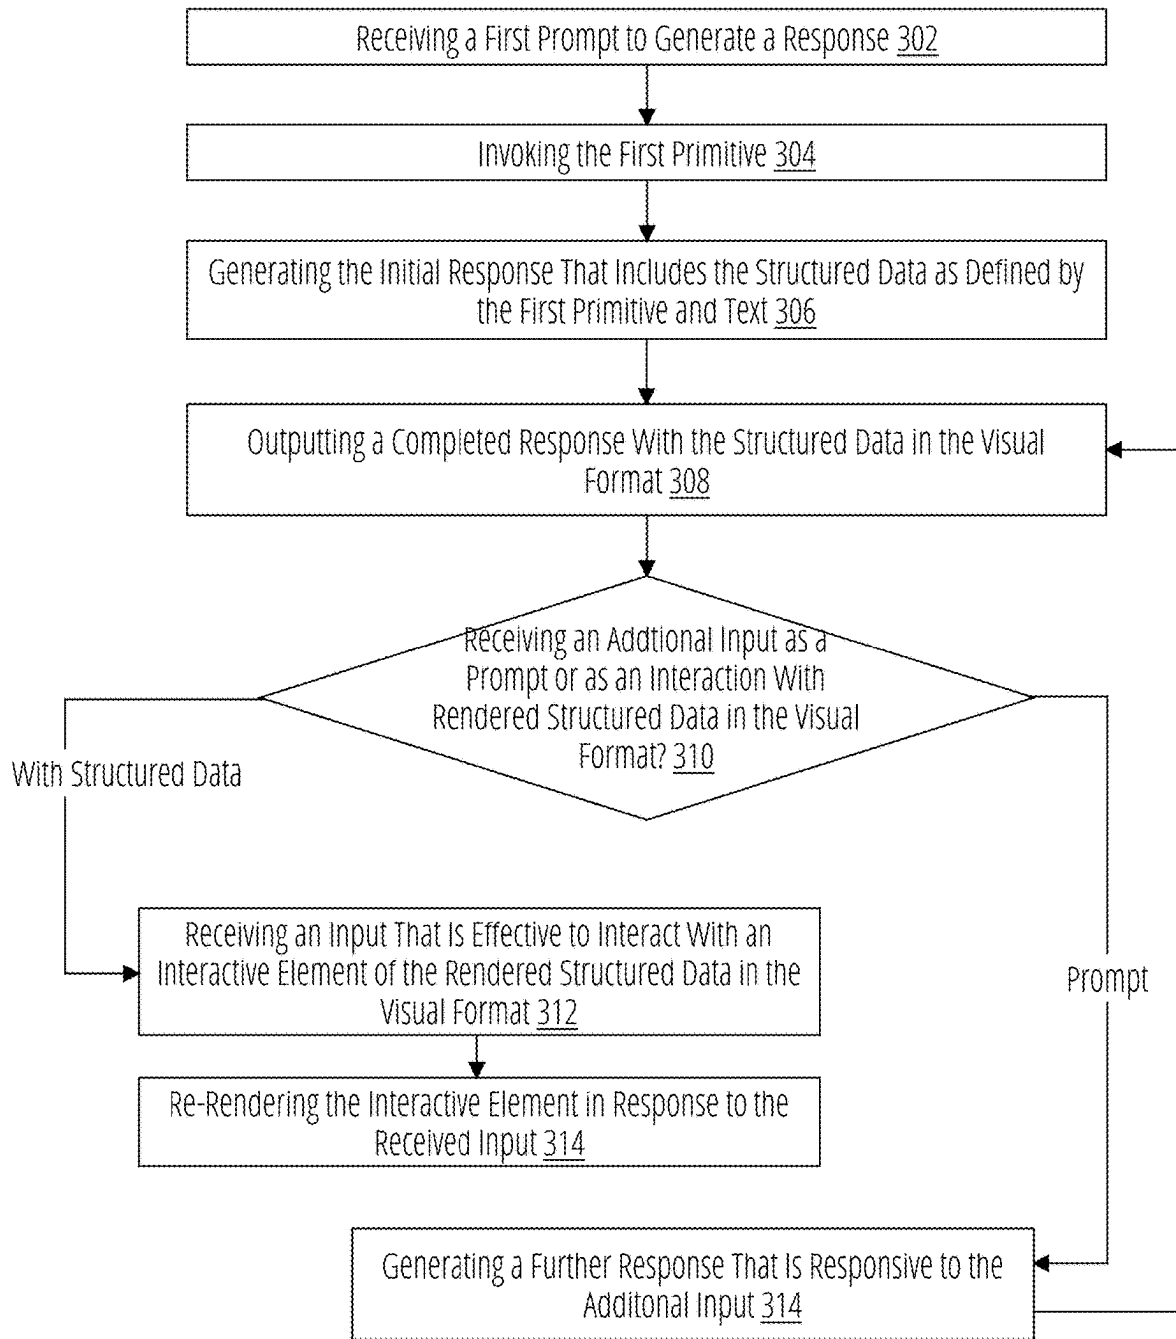 Receiving a First Prompt to Generate a Response 302
Invoking the First Primitive 304
Generating the Initial Response That Includes the Structured Data as Defined by
the First Primitive and Text 306
Outputting a Completed Response With the Structured Data in the Visual
Format 308
Receiving an Addtional Input as a
Prompt or as an Interaction With
Rendered Structured Data in the Visual
Format? 310
With Structured Data
Receiving an Input That Is Effective to Interact With an
Interactive Element of the Rendered Structured Data in the
Visual Format 312
Prompt
Re-Rendering the Interactive Element in Response to the
Received Input 314
Generating a Further Response That Is Responsive to the
Additonal Input 314